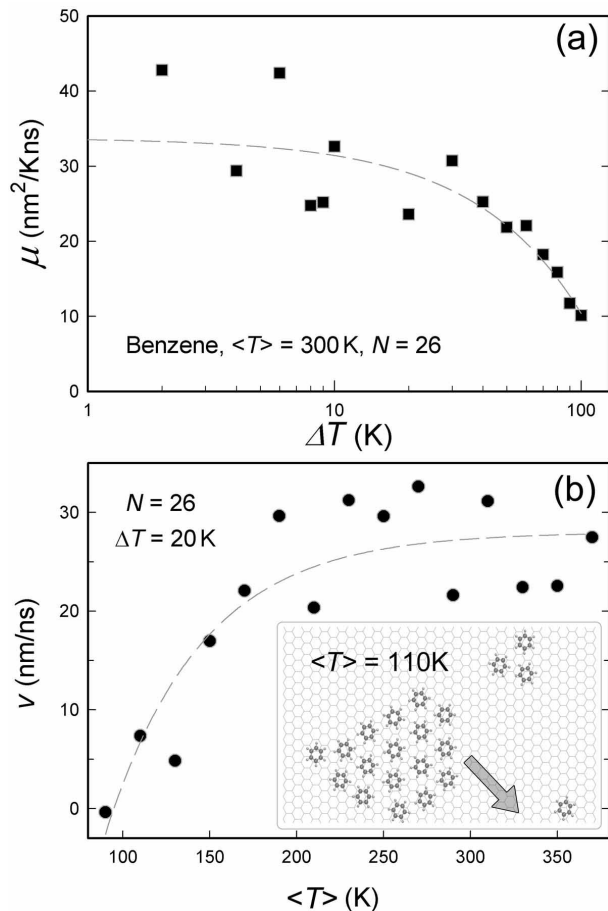 50
(a)
40
30
20
10
0
μ (nm²/Kns)
Benzene, <T> = 300 K, N = 26
1
10
100
ΔT (K)
(b)
30
20
10
0
v (nm/ns)
N = 26
ΔT = 20 K
<T> = 110K
100
150
200
250
300
350
<T> (K)